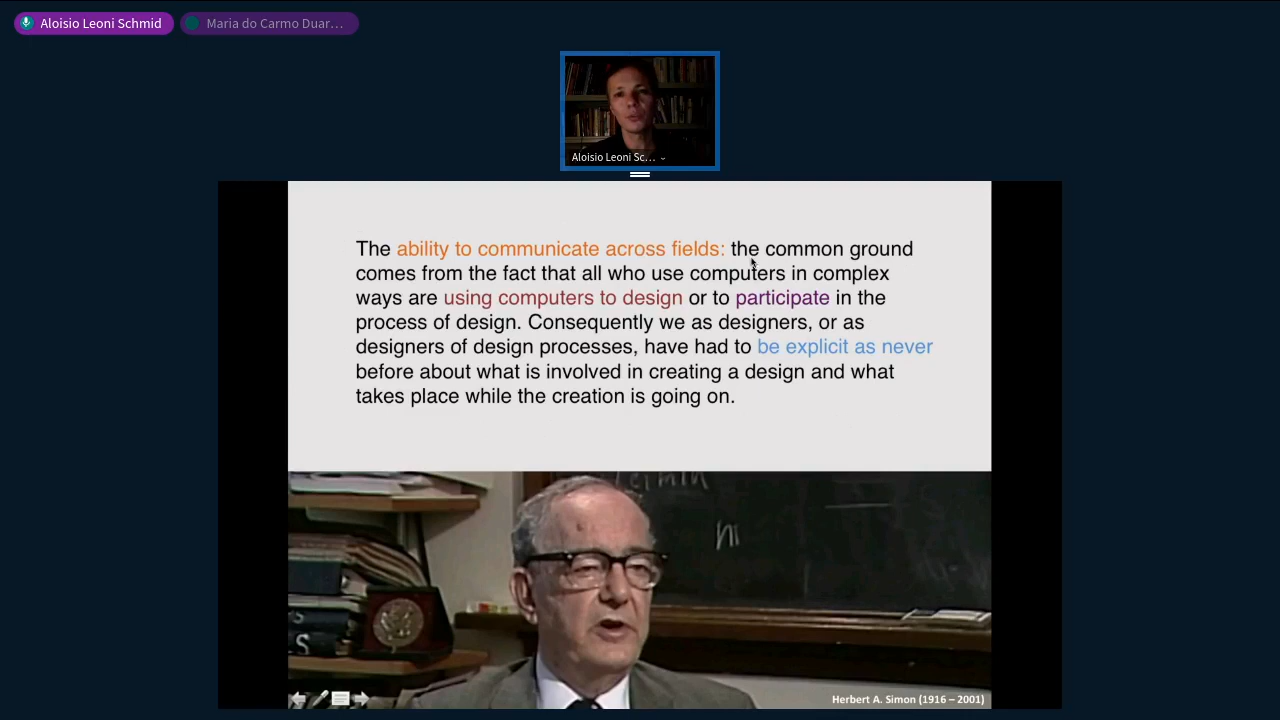 Aloisio Leoni Schmid
Maria do Carmo Duar…
Aloisio Leoni Sc…
The ability to communicate across fields: the common ground
comes from the fact that all who use computers in complex
ways are using computers to design or to participate in the
process of design. Consequently we as designers, or as
designers of design processes, have had to be explicit as never
before about what is involved in creating a design and what
takes place while the creation is going on.
Herbert A. Simon (1916 – 2001)